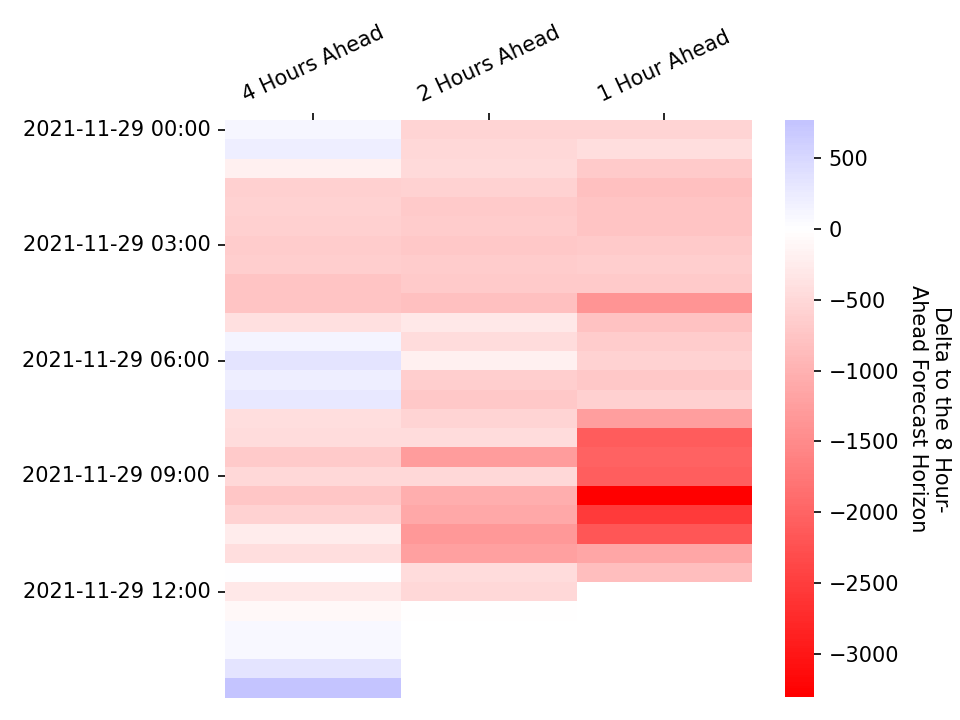 4 Hours Ahead
2 Hours Ahead
1 Hour Ahead
2021-11-29 00:00
2021-11-29 03:00
2021-11-29 06:00
2021-11-29 09:00
2021-11-29 12:00
500
0
−500
−1000
−1500
−2000
−2500
−3000
Delta to the 8 Hour-
Ahead Forecast Horizon